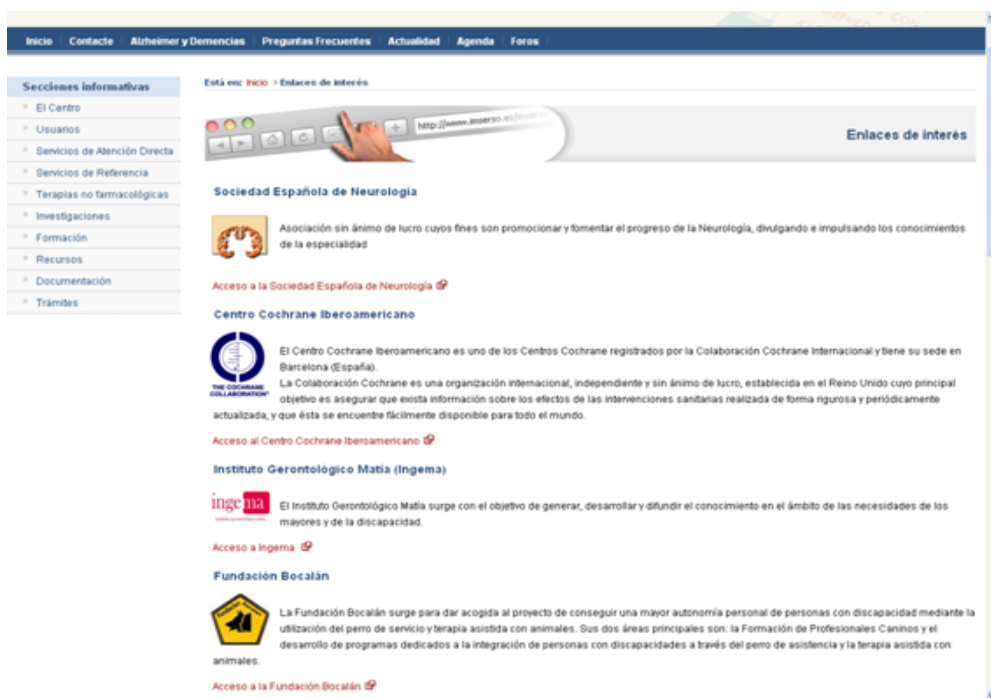 Inicio Contacte Alzheimer y Demencias Preguntas Frecuentes Actualidad Agenda Foros
Secciones informativas
El Centro
Usuarios
Servicios de Atención Directa
Servicios de Referencia
Terapias no farmacológicas
Investigaciones
Formación
Recursos
Documentación
Trámites
Está en: Inicio > Enlaces de interés
http://www.imserso.es/
Enlaces de interés
Sociedad Española de Neurología
Asociación sin ánimo de lucro cuyos fines son promocionar y fomentar el progreso de la Neurología, divulgando e impulsando los conocimientos
de la especialidad
Acceso a la Sociedad Española de Neurología
Centro Cochrane Iberoamericano
THE COCHRANE
COLLABORATION®
El Centro Cochrane Iberoamericano es uno de los Centros Cochrane registrados por la Colaboración Cochrane Internacional y tiene su sede en
Barcelona (España).
La Colaboración Cochrane es una organización internacional, independiente y sin ánimo de lucro, establecida en el Reino Unido cuyo principal
objetivo es asegurar que exista información sobre los efectos de las intervenciones sanitarias realizada de forma rigurosa y periódicamente
actualizada, y que ésta se encuentre fácilmente disponible para todo el mundo.
Acceso al Centro Cochrane Iberoamericano
Instituto Gerontológico Matía (Ingema)
ingema
El Instituto Gerontológico Matía surge con el objetivo de generar, desarrollar y difundir el conocimiento en el ámbito de las necesidades de los
mayores y de la discapacidad.
Acceso a Ingema
Fundación Bocalán
La Fundación Bocalán surge para dar acogida al proyecto de conseguir una mayor autonomía personal de personas con discapacidad mediante la
utilización del perro de servicio y terapia asistida con animales. Sus dos áreas principales son: la Formación de Profesionales Caninos y el
desarrollo de programas dedicados a la integración de personas con discapacidades a través del perro de asistencia y la terapia asistida con
animales.
Acceso a la Fundación Bocalán